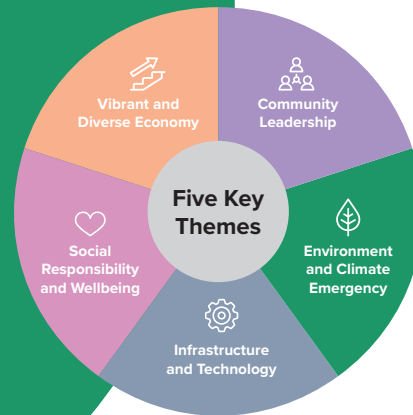 Vibrant and
Diverse Economy
Community
Leadership
Five Key
Themes
Social
Responsibility
and Wellbeing
Environment
and Climate
Emergency
Infrastructure
and Technology